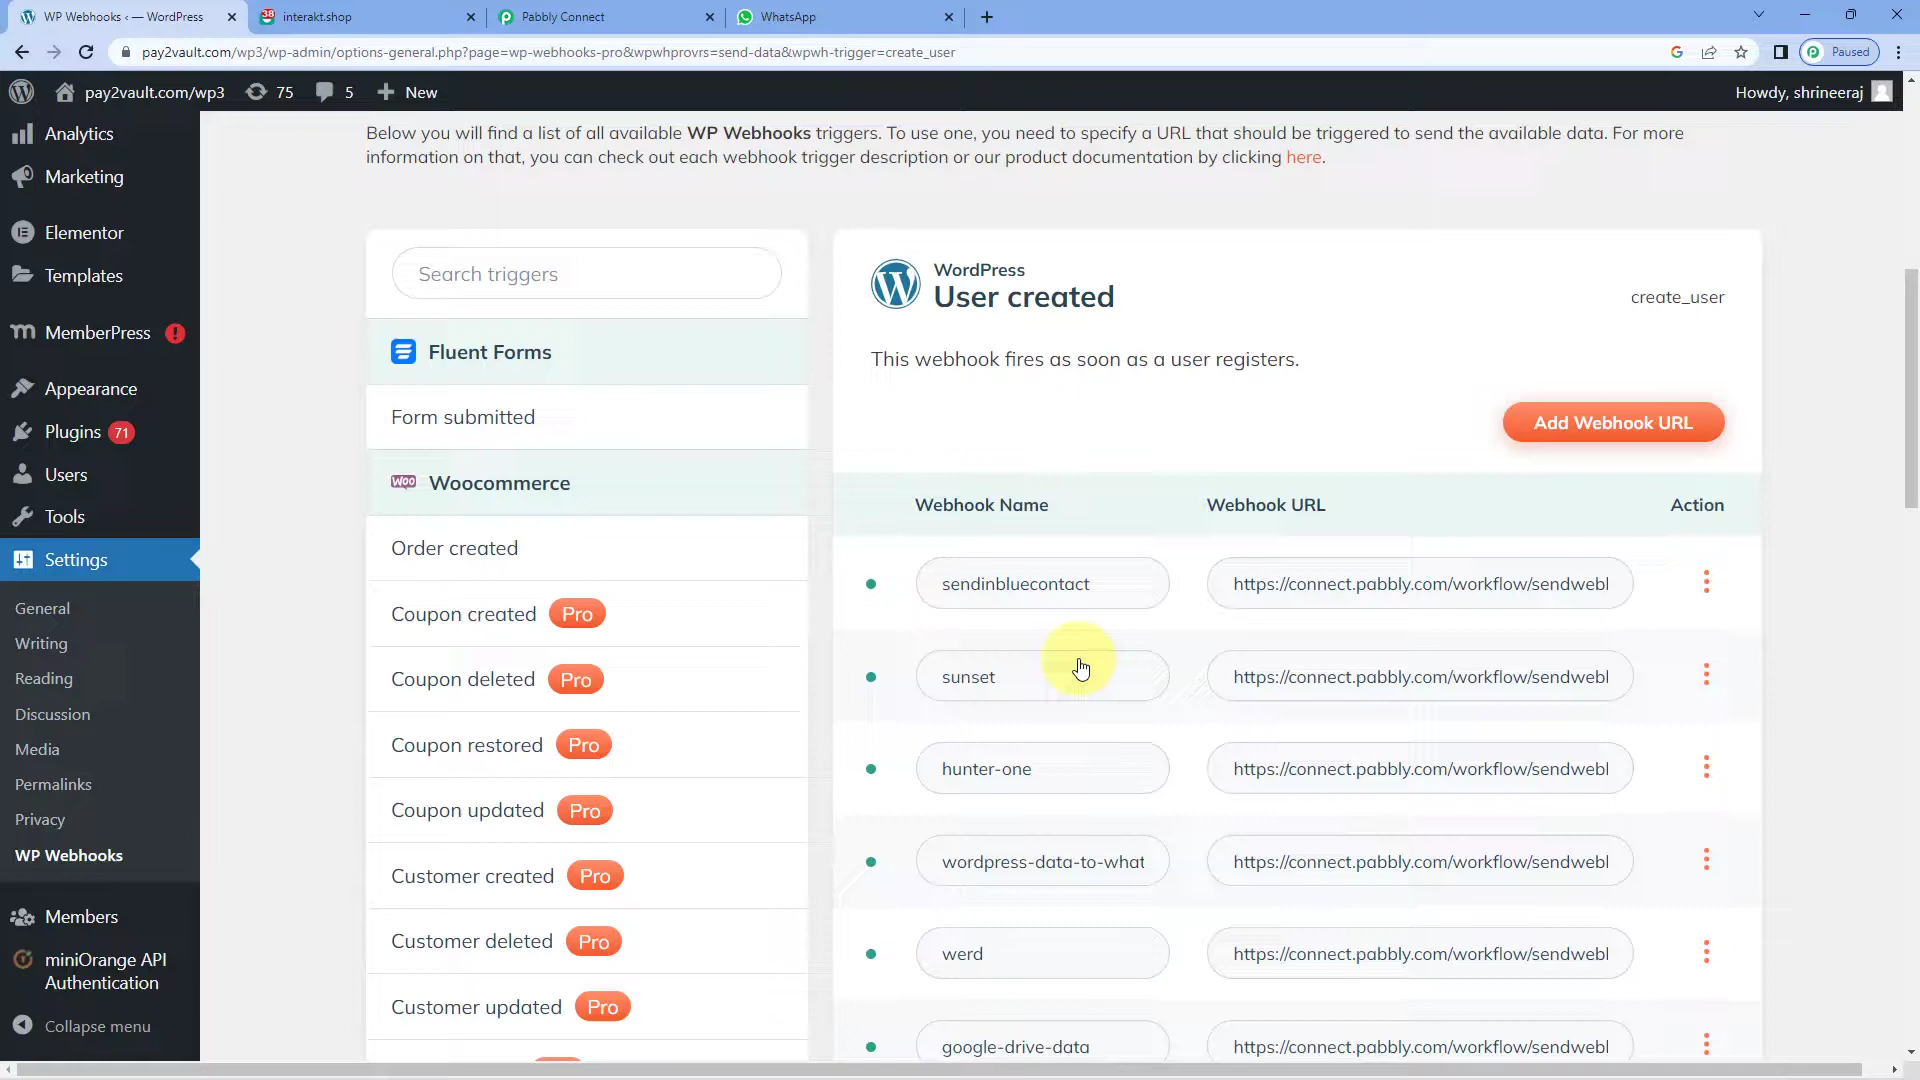 WP Webhooks ‹ — WordPress
interakt.shop
Pabbly Connect
WhatsApp
pay2vault.com/wp3/wp-admin/options-general.php?page=wp-webhooks-pro&wpwhprovrs=send-data&wpwh-trigger=create_user
Paused
pay2vault.com/wp3
75
5
New
Howdy, shrineeraj
Analytics
Marketing
Elementor
Templates
MemberPress
Appearance
Plugins 71
Users
Tools
Settings
General
Writing
Reading
Discussion
Media
Permalinks
Privacy
WP Webhooks
Members
miniOrange API
Authentication
Collapse menu
Below you will find a list of all available WP Webhooks triggers. To use one, you need to specify a URL that should be triggered to send the available data. For more
information on that, you can check out each webhook trigger description or our product documentation by clicking here.
Search triggers
Fluent Forms
Form submitted
Woo Woocommerce
Order created
Coupon created Pro
Coupon deleted Pro
Coupon restored Pro
Coupon updated Pro
Customer created Pro
Customer deleted Pro
Customer updated Pro
WordPress
User created
create_user
This webhook fires as soon as a user registers.
Add Webhook URL
Webhook Name Webhook URL Action
sendinbluecontact https://connect.pabbly.com/workflow/sendwebl
sunset https://connect.pabbly.com/workflow/sendwebl
hunter-one https://connect.pabbly.com/workflow/sendwebl
wordpress-data-to-what https://connect.pabbly.com/workflow/sendwebl
werd https://connect.pabbly.com/workflow/sendwebl
google-drive-data https://connect.pabbly.com/workflow/sendwebl